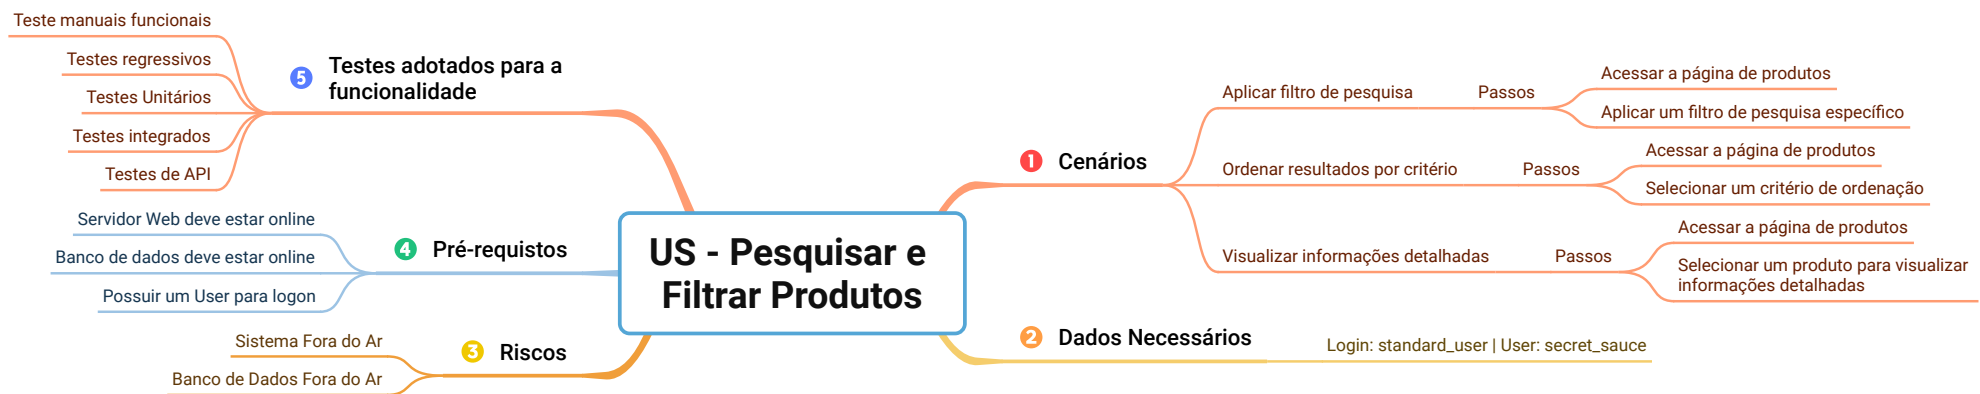 US - Pesquisar e
Filtrar Produtos
1 Cenários
Aplicar filtro de pesquisa
Passos
Acessar a página de produtos
Aplicar um filtro de pesquisa específico
Ordenar resultados por critério
Passos
Acessar a página de produtos
Selecionar um critério de ordenação
Visualizar informações detalhadas
Passos
Acessar a página de produtos
Selecionar um produto para visualizar
informações detalhadas
2 Dados Necessários
Login: standard_user | User: secret_sauce
3 Riscos
Sistema Fora do Ar
Banco de Dados Fora do Ar
4 Pré-requistos
Servidor Web deve estar online
Banco de dados deve estar online
Possuir um User para logon
5 Testes adotados para a
funcionalidade
Teste manuais funcionais
Testes regressivos
Testes Unitários
Testes integrados
Testes de API